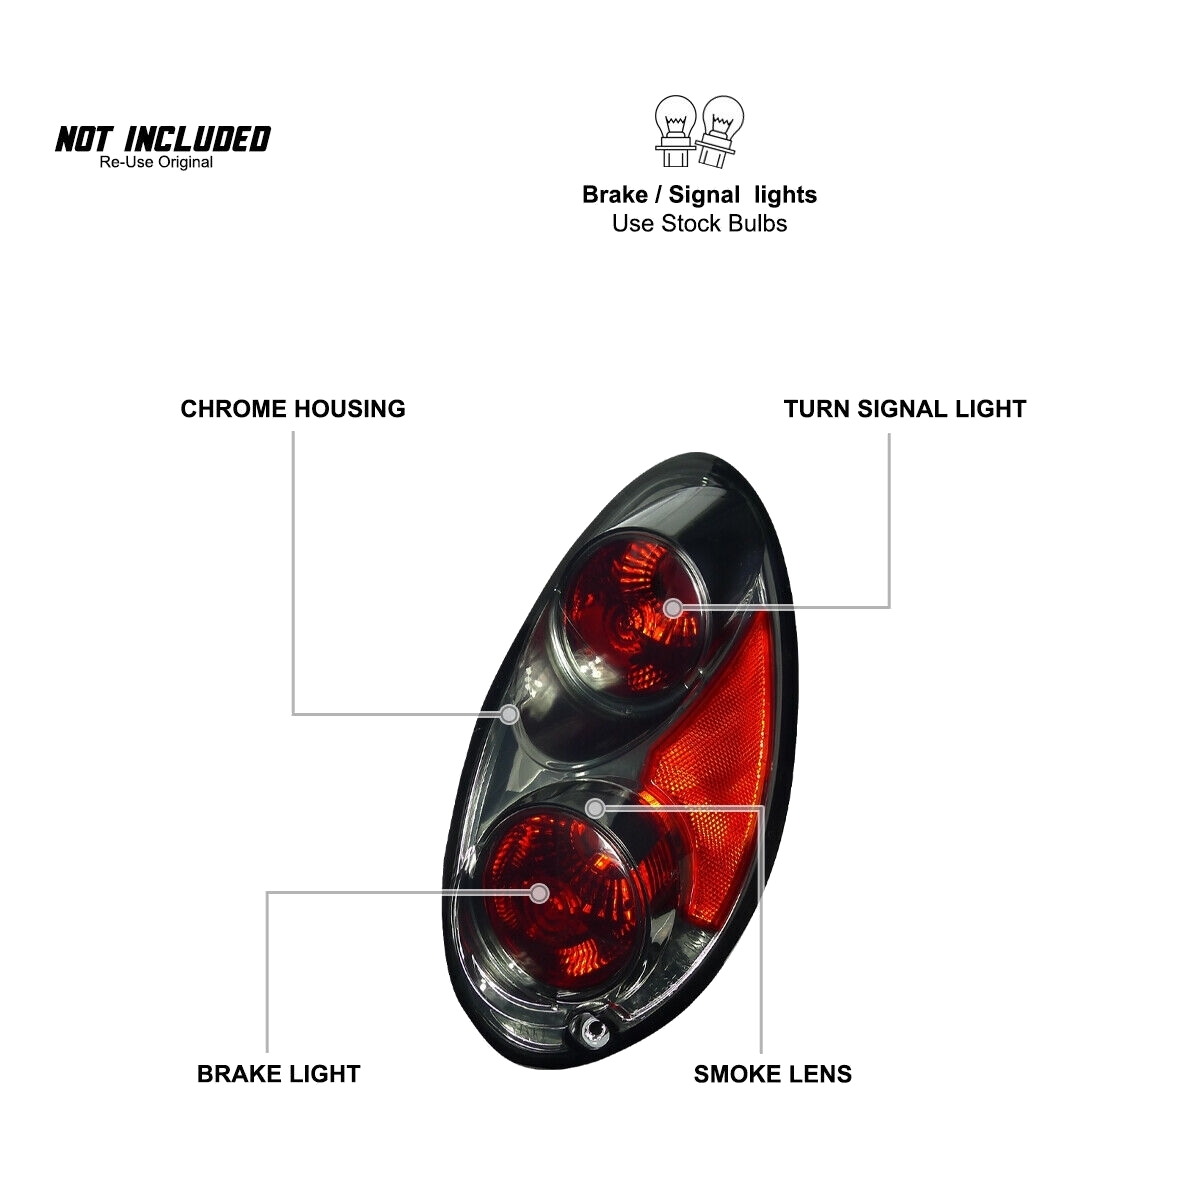 NOT INCLUDED
Re-Use Original
Brake / Signal  lights
Use Stock Bulbs
CHROME HOUSING
TURN SIGNAL LIGHT
BRAKE LIGHT
SMOKE LENS